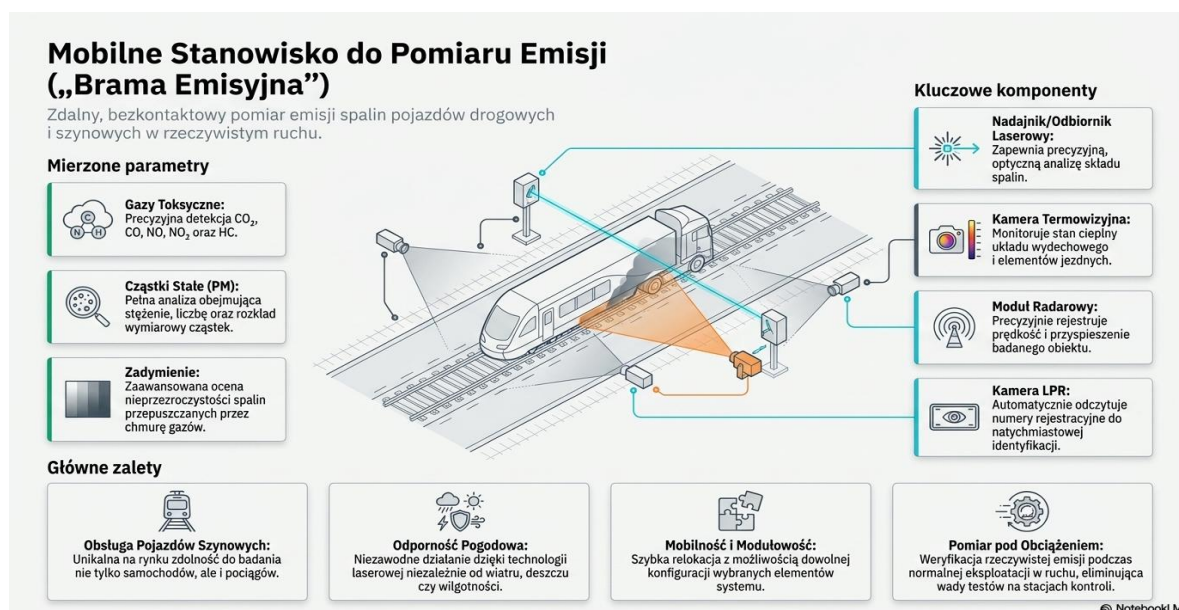 Mobilne Stanowisko do Pomiaru Emisji
(„Brama Emisyjna”)
Zdalny, bezkontaktowy pomiar emisji spalin pojazdów drogowych
i szynowych w rzeczywistym ruchu.
Mierzone parametry
C
N
H
Gazy Toksyczne:
Precyzyjna detekcja CO₂,
CO, NO, NO₂ oraz HC.
Cząstki Stałe (PM):
Pełna analiza obejmująca
stężenie, liczbę oraz rozkład
wymiarowy cząstek.
Zadymienie:
Zaawansowana ocena
nieprzezroczystości spalin
przepuszczanych przez
chmurę gazów.
Kluczowe komponenty
Nadajnik/Odbiornik
Laserowy:
Zapewnia precyzyjną,
optyczną analizę składu
spalin.
Kamera Termowizyjna:
Monitoruje stan cieplny
układu wydechowego
i elementów jezdnych.
Moduł Radarowy:
Precyzyjnie rejestruje
prędkość i przyspieszenie
badanego obiektu.
Kamera LPR:
Automatycznie odczytuje
numery rejestracyjne do
natychmiastowej
identyfikacji.
Główne zalety
Obsługa Pojazdów Szynowych:
Unikalna na rynku zdolność do badania
nie tylko samochodów, ale i pociągów.
Odporność Pogodowa:
Niezawodne działanie dzięki technologii
laserowej niezależnie od wiatru, deszczu
czy wilgotności.
Mobilność i Modułowość:
Szybka relokacja z możliwością dowolnej
konfiguracji wybranych elementów
systemu.
Pomiar pod Obciążeniem:
Weryfikacja rzeczywistej emisji podczas
normalnej eksploatacji w ruchu, eliminująca
wady testów na stacjach kontroli.